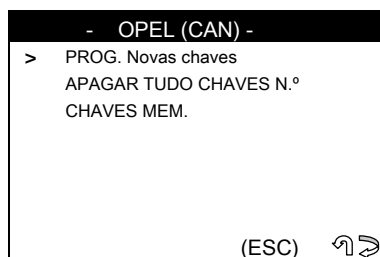 - OPEL (CAN) -
> PROG. Novas chaves
APAGAR TUDO CHAVES N.º
CHAVES MEM.
(ESC)